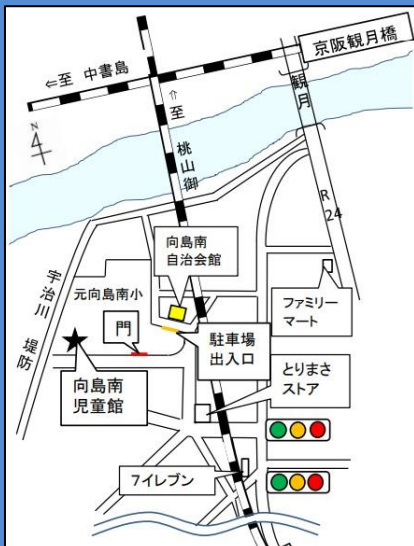 京阪観月橋
⇐至 中書島
⇐至 桃山御
観月
N
R24
宇治川 堤防
向島南
自治会館
元向島南小
門
駐車場
出入口
ファミリー
マート
向島南
児童館
とりまさ
ストア
7イレブン